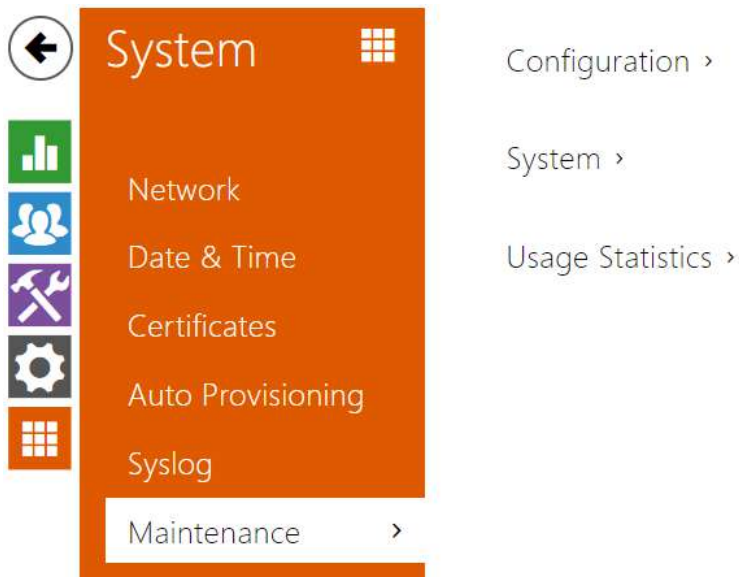 System
Network
Date & Time
Certificates
Auto Provisioning
Syslog
Maintenance
Configuration
System
Usage Statistics